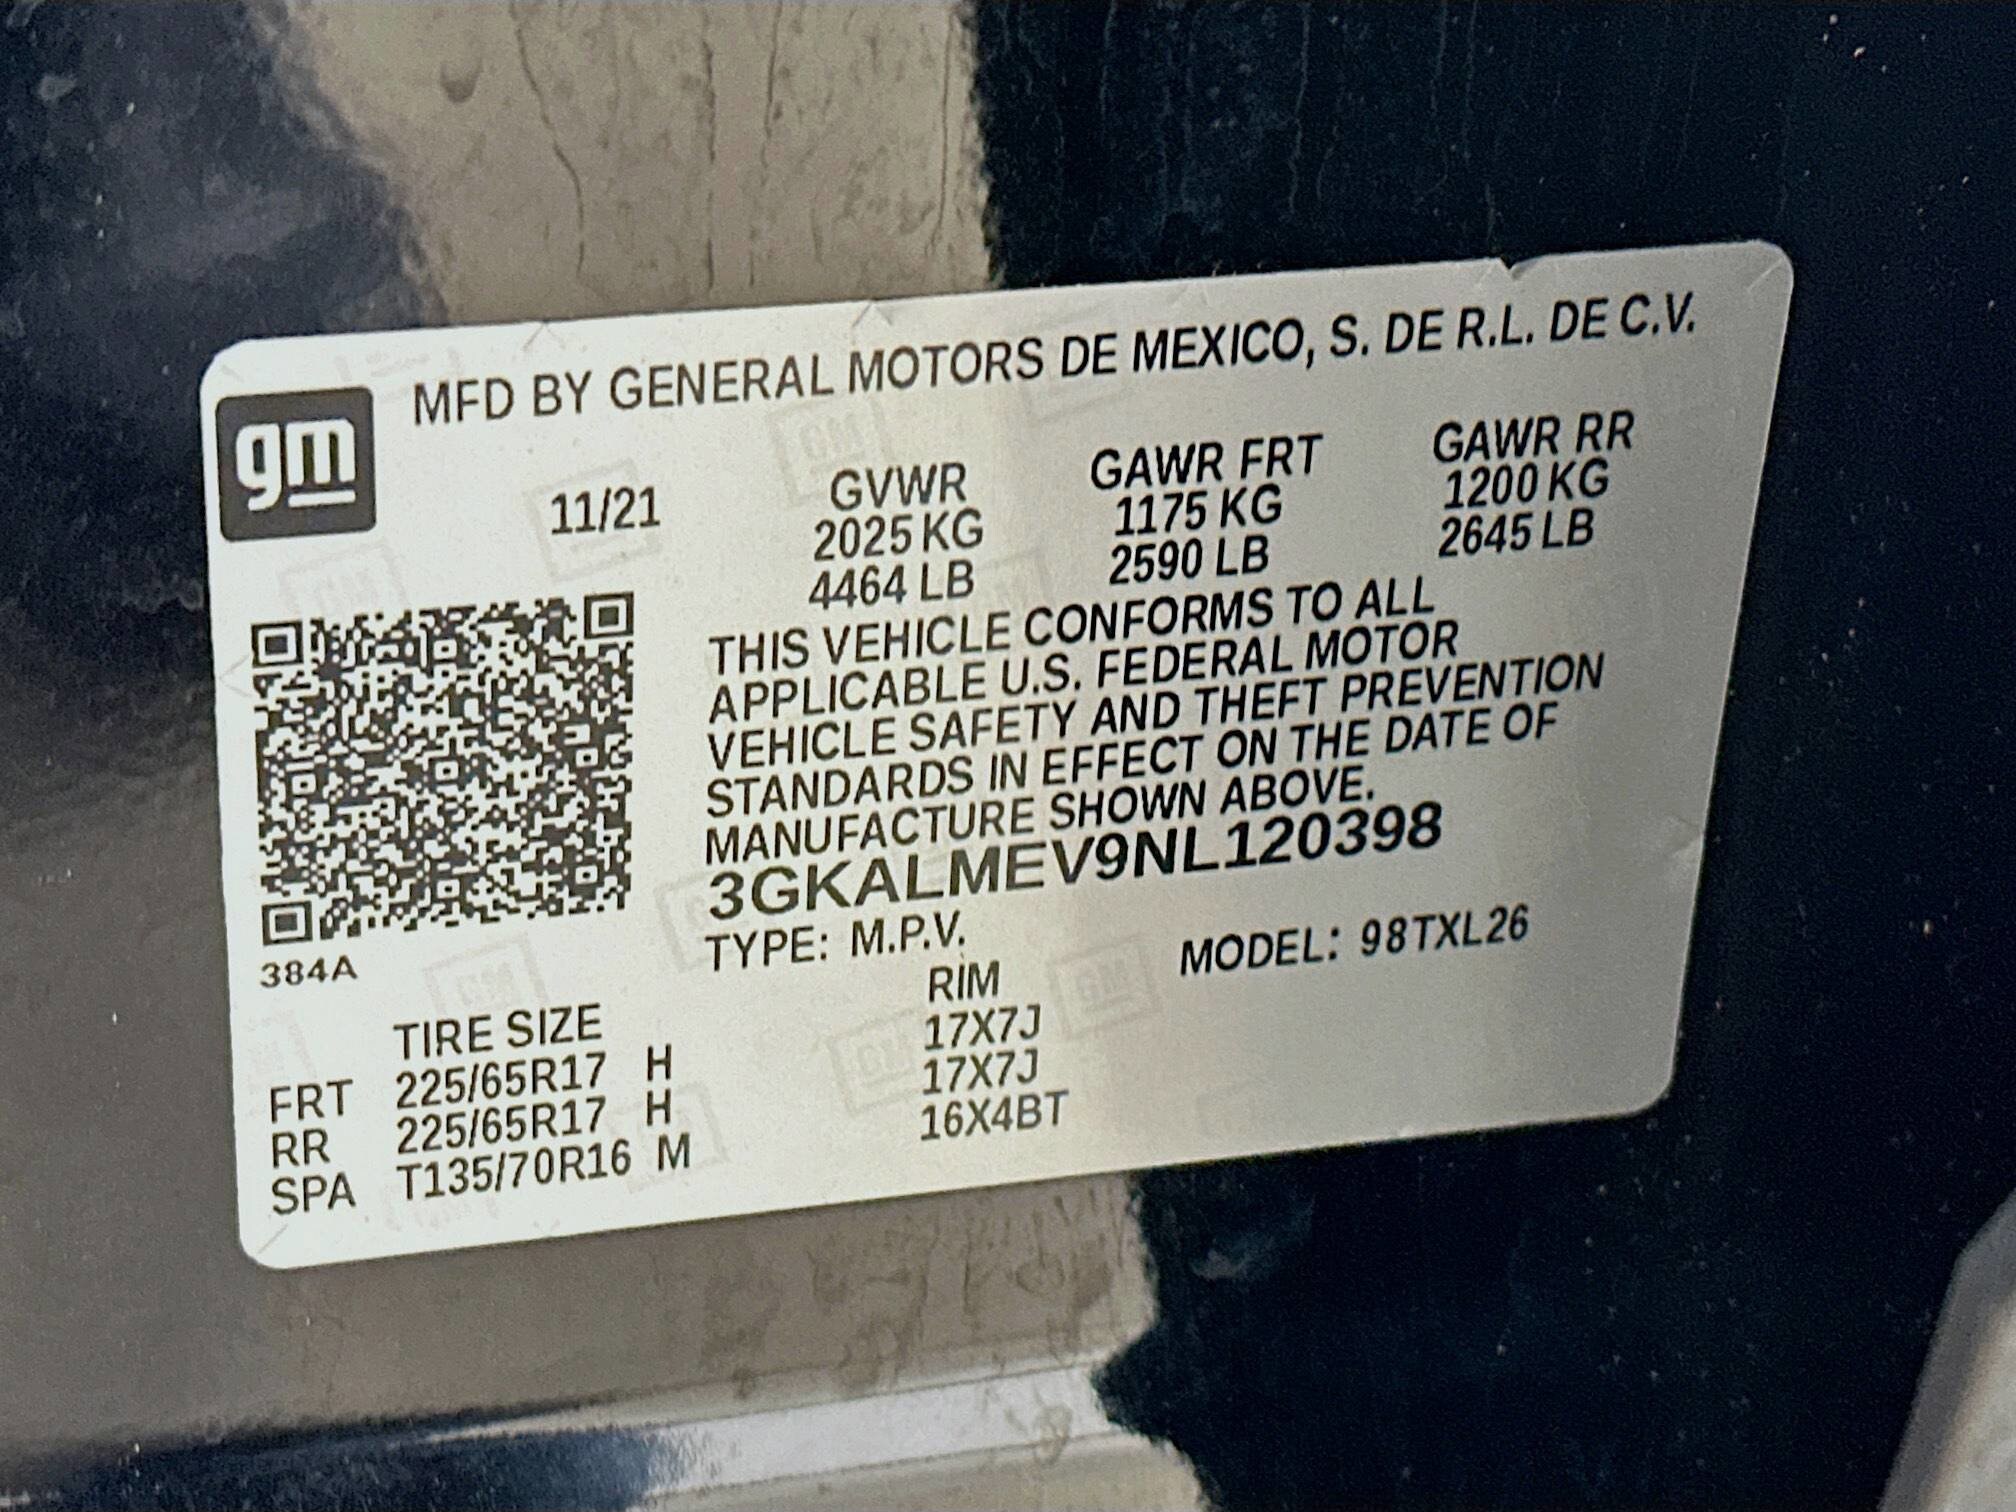 MFD BY GENERAL MOTORS DE MEXICO, S. DE R.L. DE C.V.
gm
11/21
GVWR GAWR FRT GAWR RR
2025 KG 1175 KG 1200 KG
4464 LB 2590 LB 2645 LB
THIS VEHICLE CONFORMS TO ALL
APPLICABLE U.S. FEDERAL MOTOR
VEHICLE SAFETY AND THEFT PREVENTION
STANDARDS IN EFFECT ON THE DATE OF
MANUFACTURE SHOWN ABOVE.
3GKALMEV9NL120398
TYPE: M.P.V. MODEL: 98TXL26
384A
TIRE SIZE RIM
FRT 225/65R17 H 17X7J
RR 225/65R17 H 17X7J
SPA T135/70R16 M 16X4BT